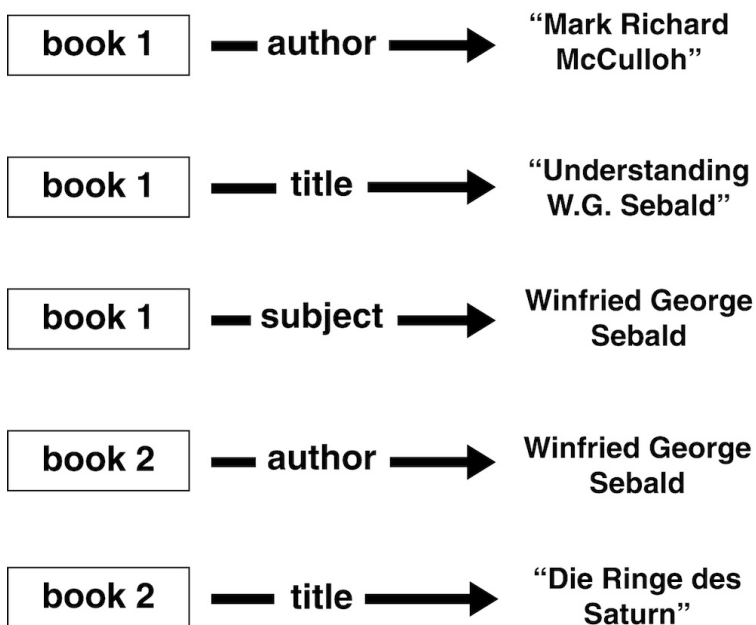 book 1 author “Mark Richard
McCulloh”
book 1 title “Understanding
W.G. Sebald”
book 1 subject Winfried George
Sebald
book 2 author Winfried George
Sebald
book 2 title “Die Ringe des
Saturn”